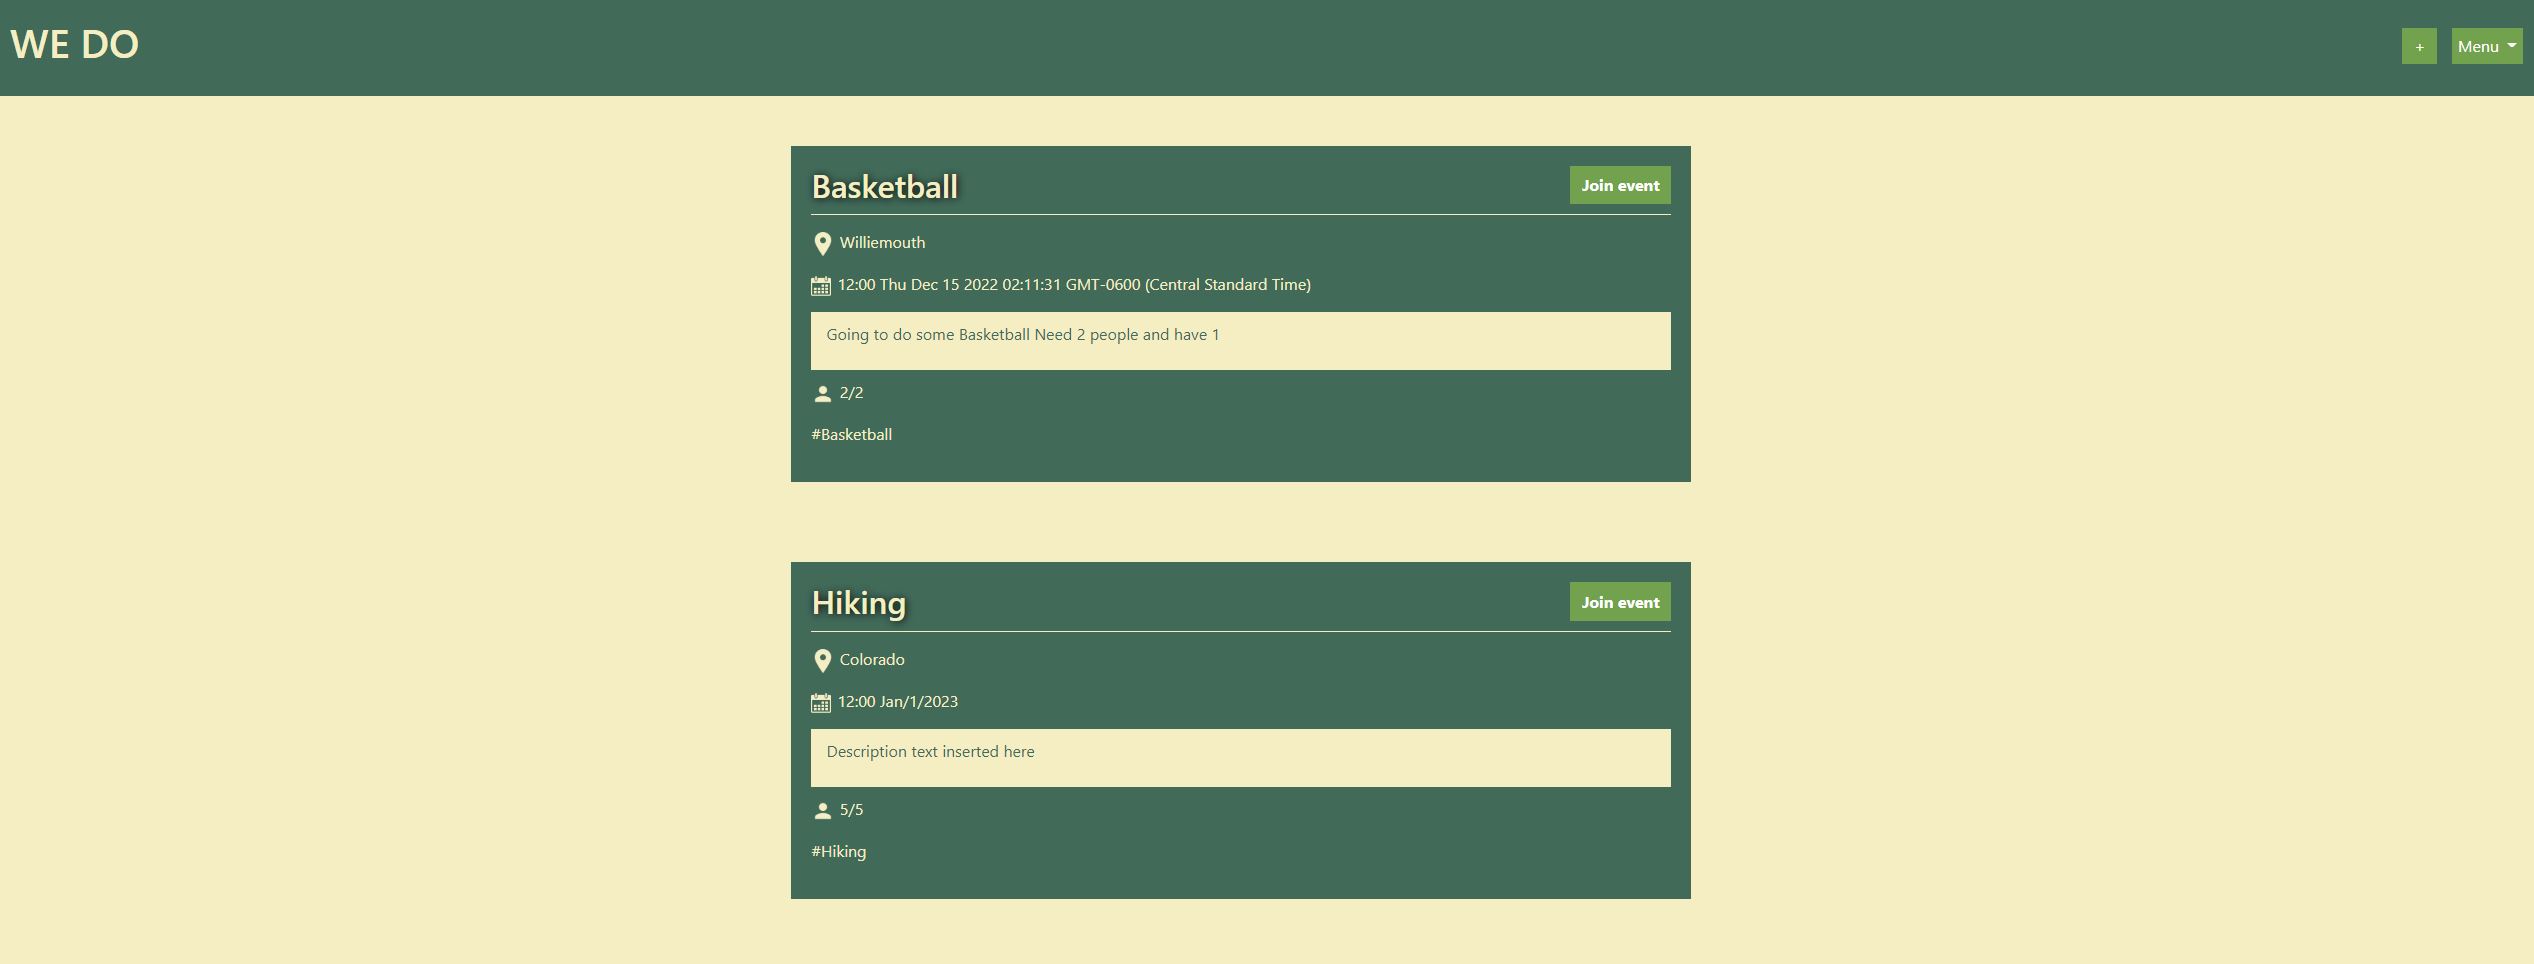 WE DO
+
Menu
Basketball
Join event
Williemouth
12:00 Thu Dec 15 2022 02:11:31 GMT-0600 (Central Standard Time)
Going to do some Basketball Need 2 people and have 1
2/2
#Basketball
Hiking
Join event
Colorado
12:00 Jan/1/2023
Description text inserted here
5/5
#Hiking